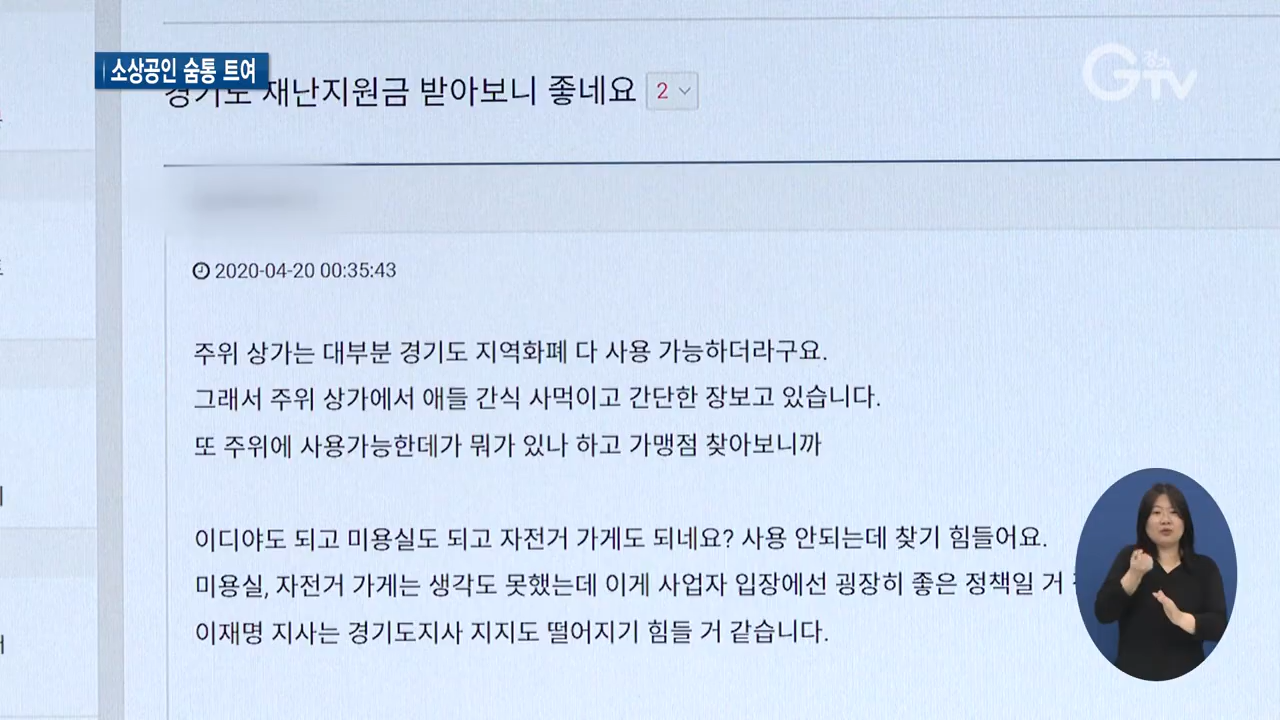 소상공인 숨통 트여
경기 GTV
경기도 재난지원금 받아보니 좋네요 2
2020-04-20 00:35:43
주위 상가는 대부분 경기도 지역화폐 다 사용 가능하더라구요.
그래서 주위 상가에서 애들 간식 사먹이고 간단한 장보고 있습니다.
또 주위에 사용가능한데가 뭐가 있나 하고 가맹점 찾아보니까
이디야도 되고 미용실도 되고 자전거 가게도 되네요? 사용 안되는데 찾기 힘들어요.
미용실, 자전거 가게는 생각도 못했는데 이게 사업자 입장에선 굉장히 좋은 정책일 거
이재명 지사는 경기도지사 지지도 떨어지기 힘들 거 같습니다.